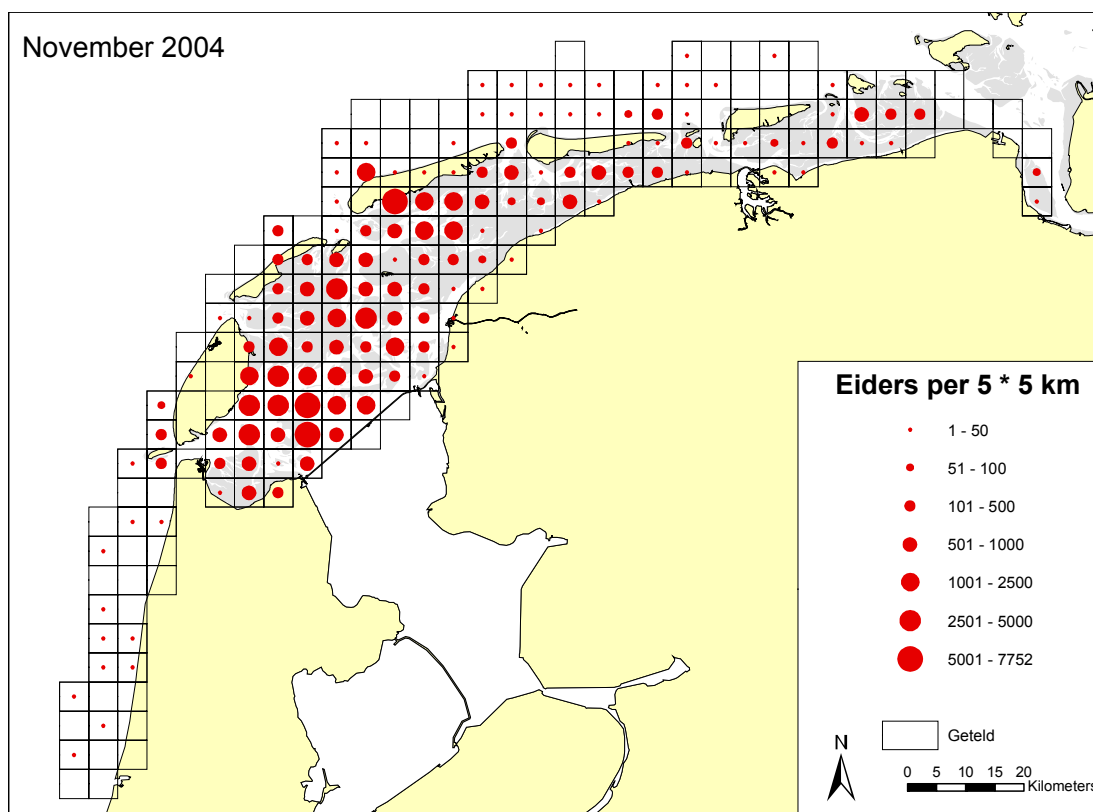 November 2004
Eiders per 5 * 5 km
1 - 50
51 - 100
101 - 500
501 - 1000
1001 - 2500
2501 - 5000
5001 - 7752
Geteld
N
0 5 10 15 20
Kilometers